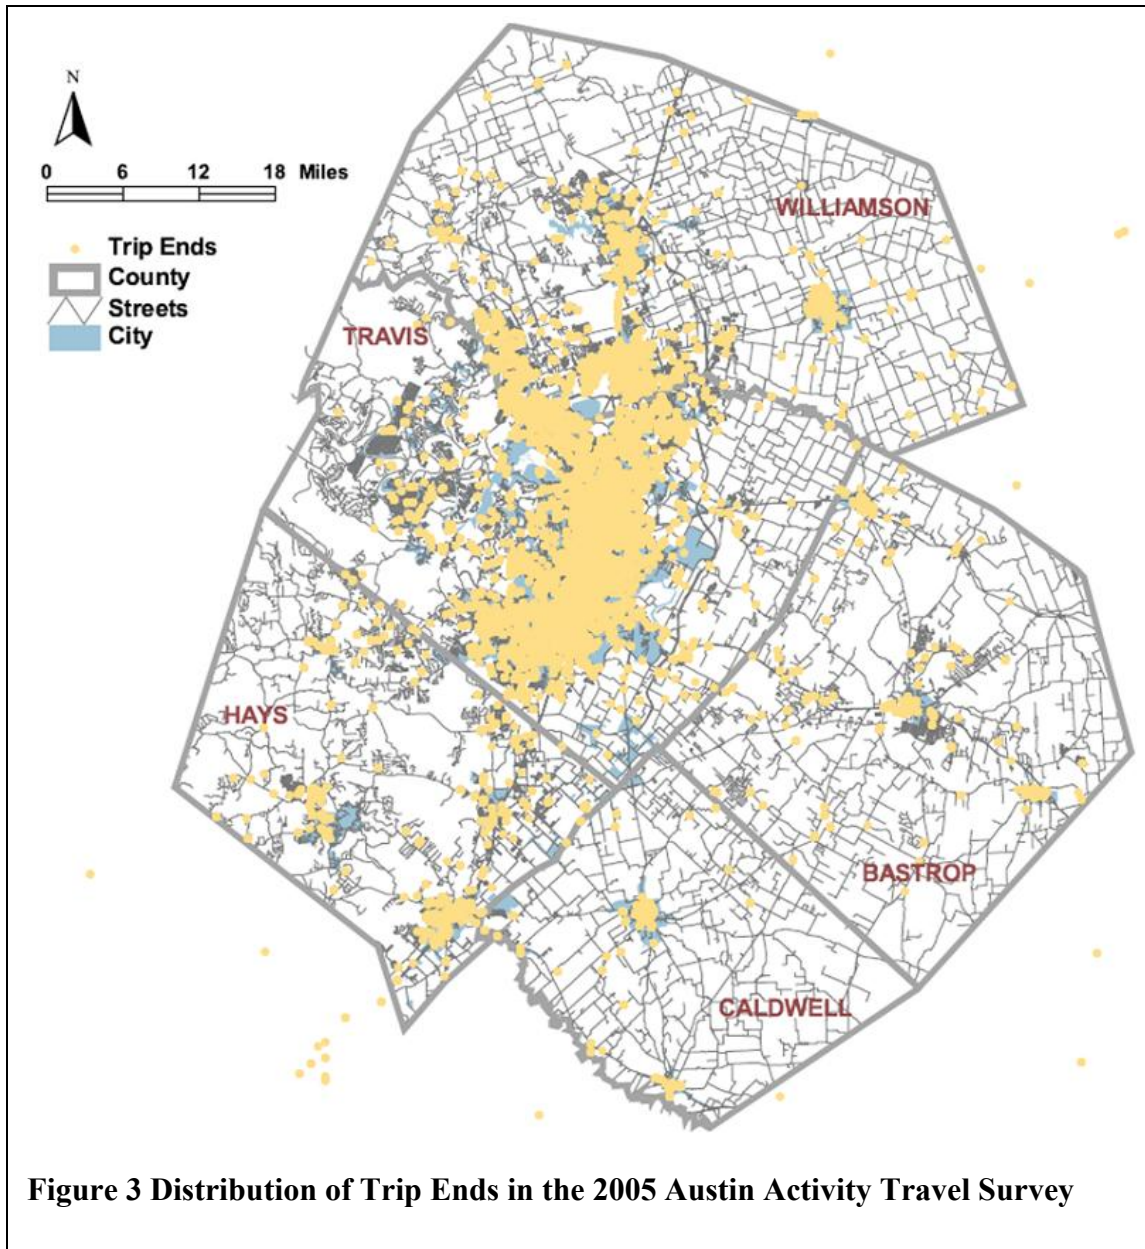 N
0 6 12 18 Miles
Trip Ends
County
Streets
City
WILLIAMSON
TRAVIS
HAYS
BASTROP
CALDWELL
Figure 3 Distribution of Trip Ends in the 2005 Austin Activity Travel Survey